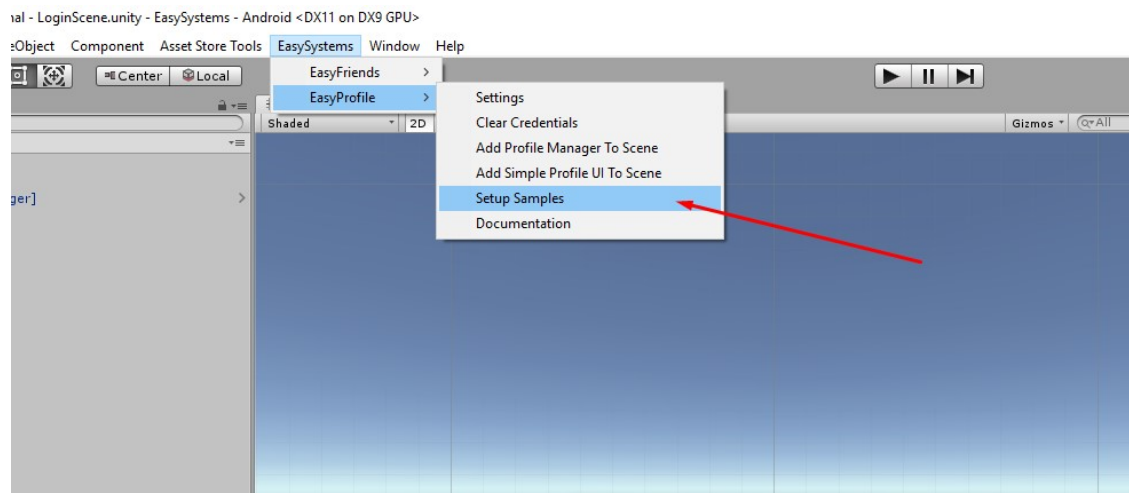 nal - LoginScene.unity - EasySystems - Android <DX11 on DX9 GPU>
eObject Component Asset Store Tools EasySystems Window Help
Center Local
EasyFriends >
EasyProfile >
Settings
Clear Credentials
Add Profile Manager To Scene
Add Simple Profile UI To Scene
Setup Samples
Documentation
Shaded 2D Gizmos All
ger] >